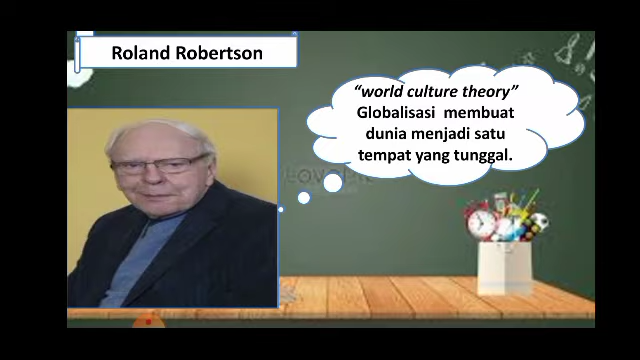 Roland Robertson
“world culture theory”
Globalisasi membuat
dunia menjadi satu
tempat yang tunggal.